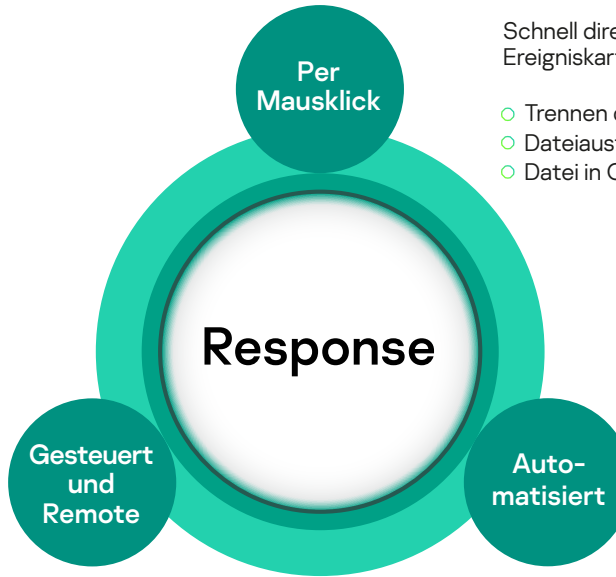 Per
Mausklick
Schnell
Trennen
Datei in
Response
Gesteuert
und
Remote
Auto-
matisiert